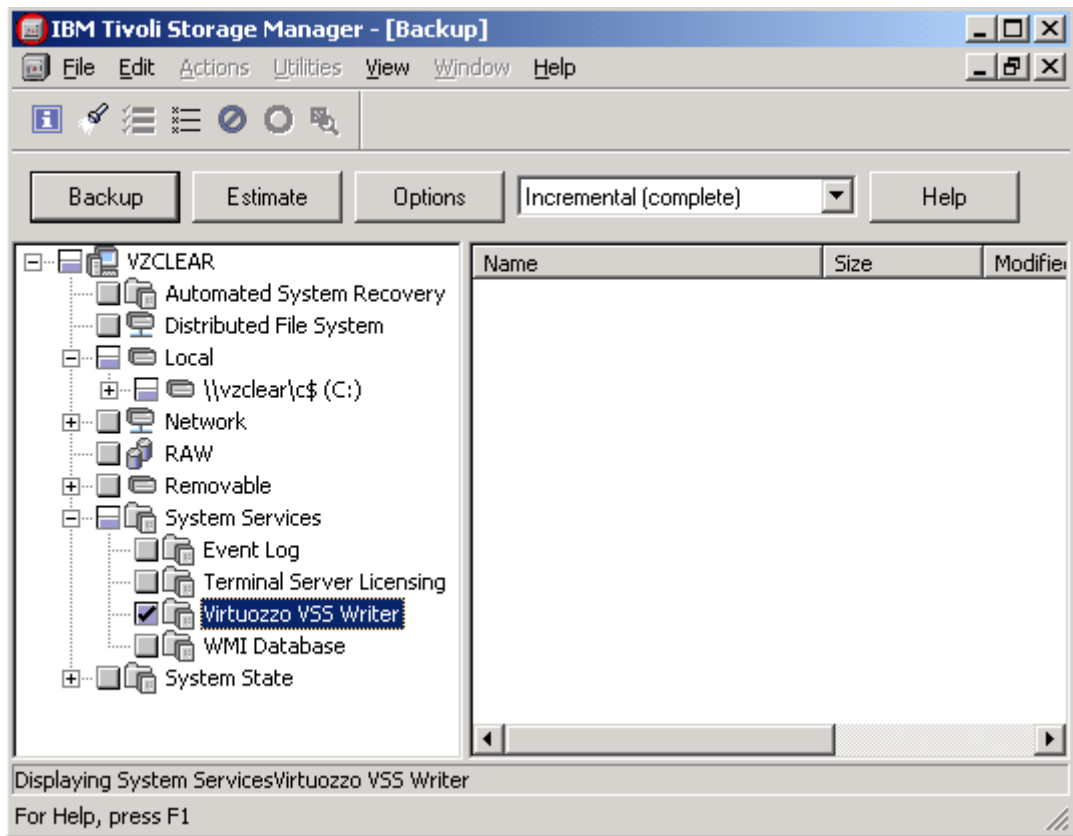 IBM Tivoli Storage Manager - [Backup]
File Edit Actions Utilities View Window Help
Backup Estimate Options Incremental (complete) Help
VZCLEAR
Automated System Recovery
Distributed File System
Local
\\vzclear\c$ (C:)
Network
RAW
Removable
System Services
Event Log
Terminal Server Licensing
Virtuozzo VSS Writer
WMI Database
System State
Name Size Modifie
Displaying System ServicesVirtuozzo VSS Writer
For Help, press F1